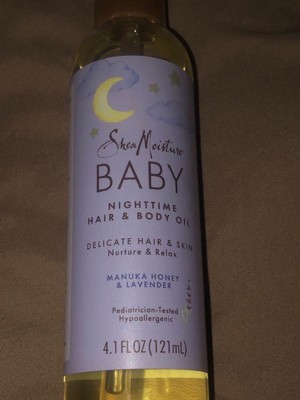 SheaMoisture
BABY
NIGHTTIME
HAIR & BODY OIL
DELICATE HAIR & SKIN
Nurture & Relax
MANUKA HONEY
& LAVENDER
Pediatrician-Tested
Hypoallergenic
4.1 FL OZ (121mL)